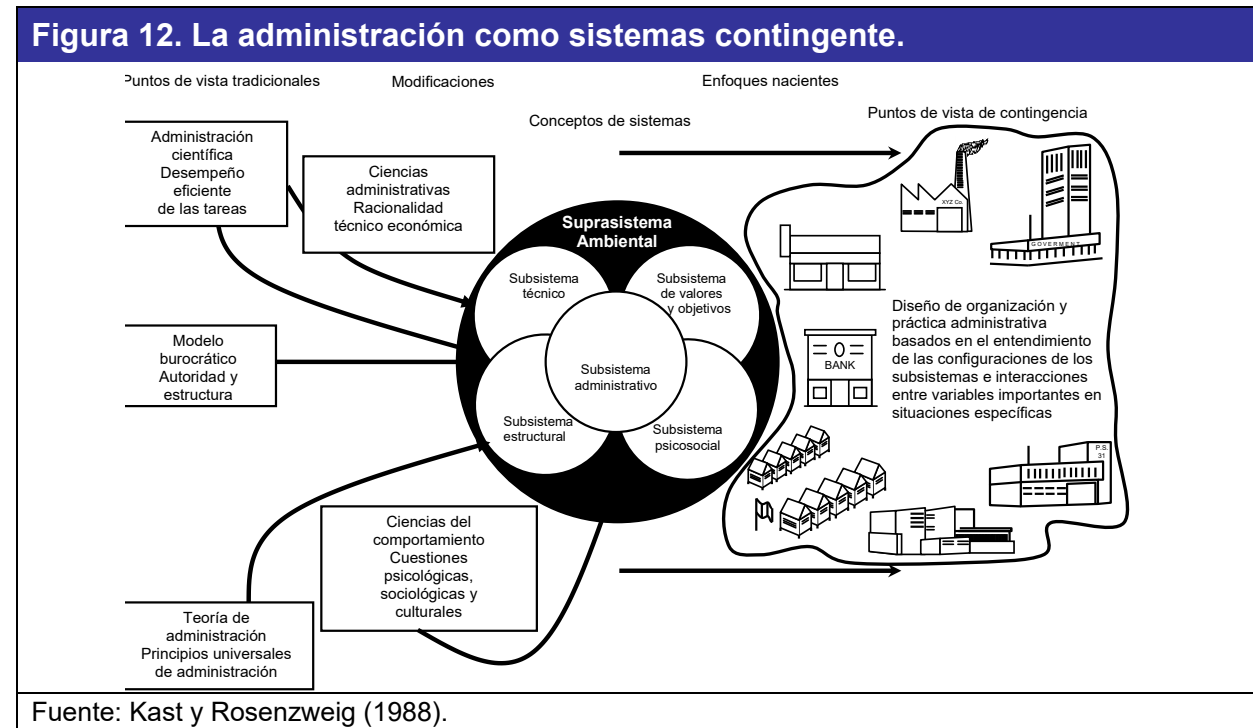 Figura 12. La administración como sistemas contingente.
Puntos de vista tradicionales
Modificaciones
Enfoques nacientes
Conceptos de sistemas
Puntos de vista de contingencia
Administración
científica
Desempeño
eficiente
de las tareas
Ciencias
administrativas
Racionalidad
técnico económica
Modelo
burocrático
Autoridad y
estructura
Teoría de
administración
Principios universales
de administración
Ciencias del
comportamiento
Cuestiones
psicológicas,
sociológicas y
culturales
Suprasistema
Ambiental
Subsistema
técnico
Subsistema
de valores
y objetivos
Subsistema
administrativo
Subsistema
estructural
Subsistema
psicosocial
XYZ Co.
GOVERMENT
BANK
Diseño de organización y
práctica administrativa
basados en el entendimiento
de las configuraciones de los
subsistemas e interacciones
entre variables importantes en
situaciones específicas
P.S.
31
Fuente: Kast y Rosenzweig (1988).